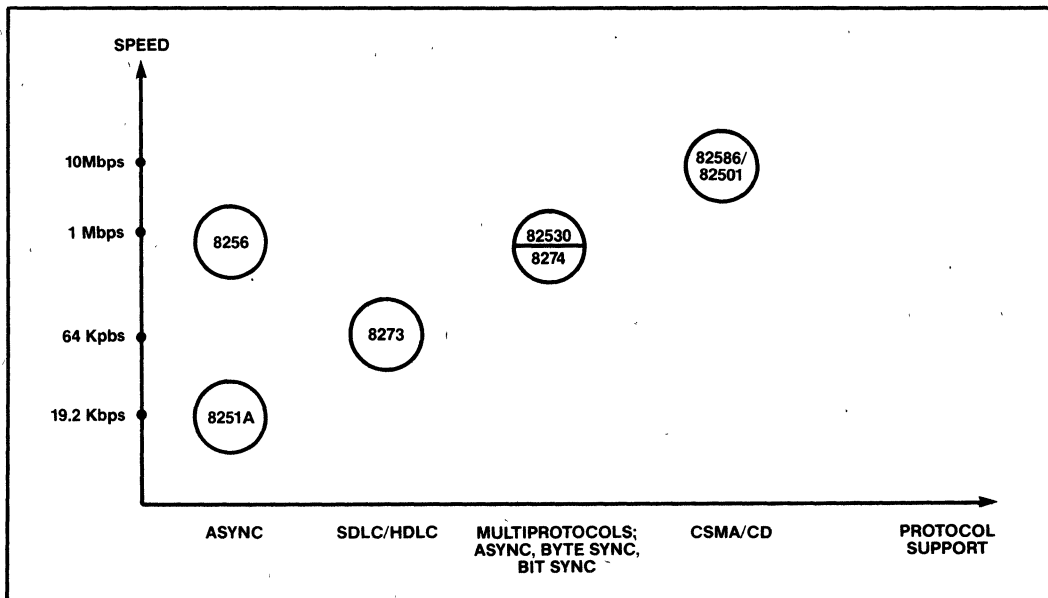 SPEED
10Mbps
82586/
82501
1 Mbps
8256
82530
8274
64 Kpbs
8273
19.2 Kbps
8251A
ASYNC
SDLC/HDLC
MULTIPROTOCOLS;
ASYNC, BYTE SYNC,
BIT SYNC
CSMA/CD
PROTOCOL
SUPPORT